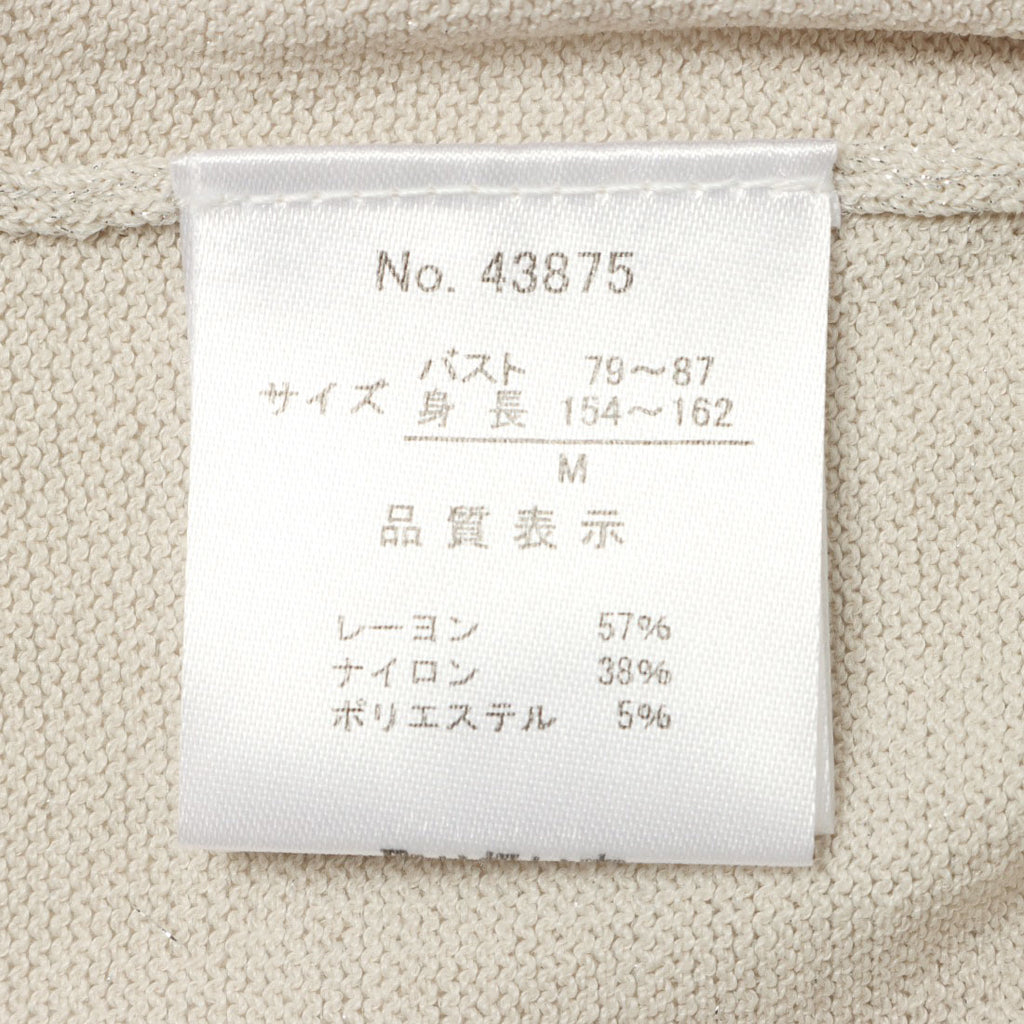 No. 43875
バスト 79〜87
サイズ 身長 154〜162
M
品質表示
レーヨン 57%
ナイロン 38%
ポリエステル 5%